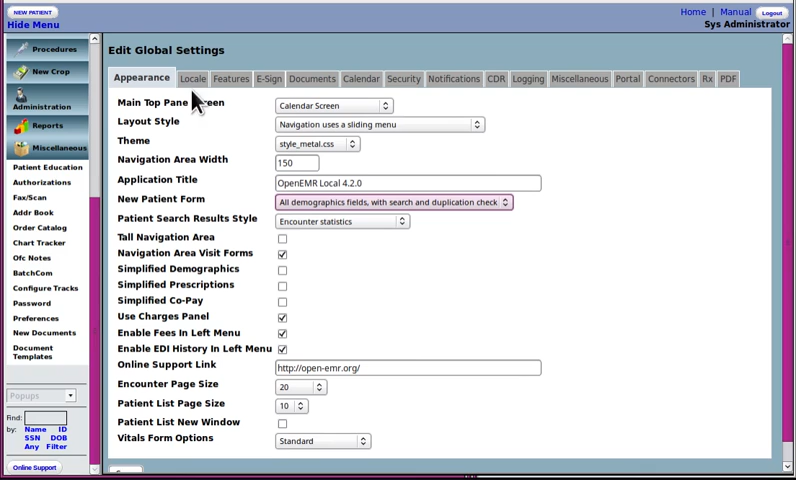 NEW PATIENT
Hide Menu
Home | Manual Logout
Sys Administrator
Procedures
New Crop
Administration
Reports
Miscellaneous
Patient Education
Authorizations
Fax/Scan
Addr Book
Order Catalog
Chart Tracker
Ofc Notes
BatchCom
Configure Tracks
Password
Preferences
New Documents
Document
Templates
Popups
Find:
by: Name ID
SSN DOB
Any Filter
Online Support
Edit Global Settings
Appearance Locale Features E-Sign Documents Calendar Security Notifications CDR Logging Miscellaneous Portal Connectors Rx PDF
Main Top Pane Calendar Screen
Layout Style Navigation uses a sliding menu
Theme style_metal.css
Navigation Area Width 150
Application Title OpenEMR Local 4.2.0
New Patient Form All demographics fields, with search and duplication check
Patient Search Results Style Encounter statistics
Tall Navigation Area
Navigation Area Visit Forms
Simplified Demographics
Simplified Prescriptions
Simplified Co-Pay
Use Charges Panel
Enable Fees In Left Menu
Enable EDI History In Left Menu
Online Support Link http://open-emr.org/
Encounter Page Size 20
Patient List Page Size 10
Patient List New Window
Vitals Form Options Standard